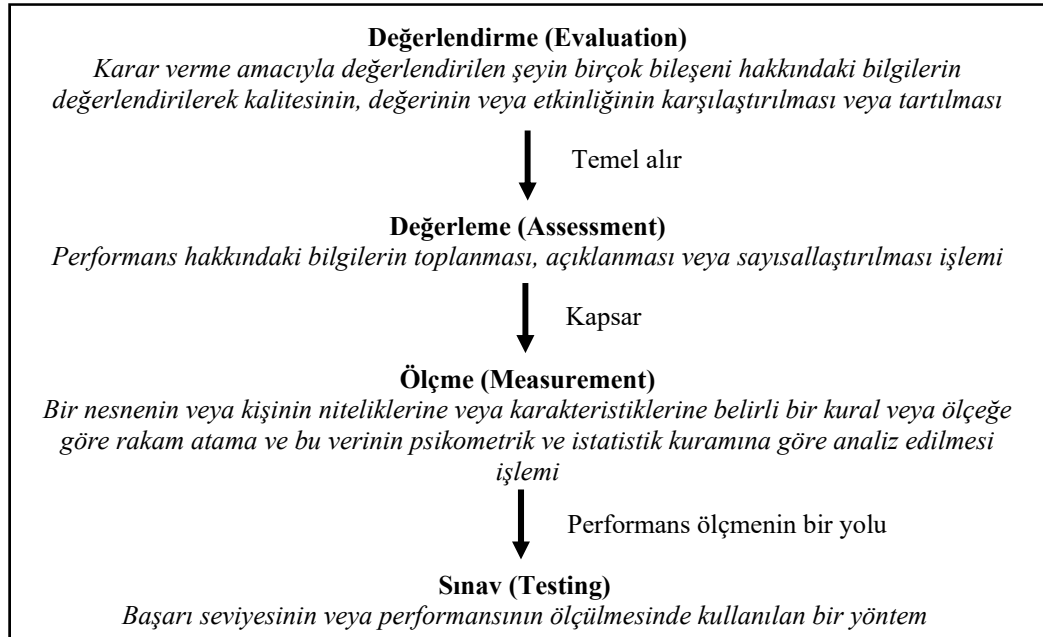 Değerlendirme (Evaluation)
Karar verme amacıyla değerlendirilen şeyin birçok bileşeni hakkındaki bilgilerin
değerlendirilerek kalitesinin, değerinin veya etkinliğinin karşılaştırılması veya tartılması
Temel alır
Değerleme (Assessment)
Performans hakkındaki bilgilerin toplanması, açıklanması veya sayısallaştırılması işlemi
Kapsar
Ölçme (Measurement)
Bir nesnenin veya kişinin niteliklerine veya karakteristiklerine belirli bir kural veya ölçeğe
göre rakam atama ve bu verinin psikometrik ve istatistik kuramına göre analiz edilmesi
işlemi
Performans ölçmenin bir yolu
Sınav (Testing)
Başarı seviyesinin veya performansının ölçülmesinde kullanılan bir yöntem